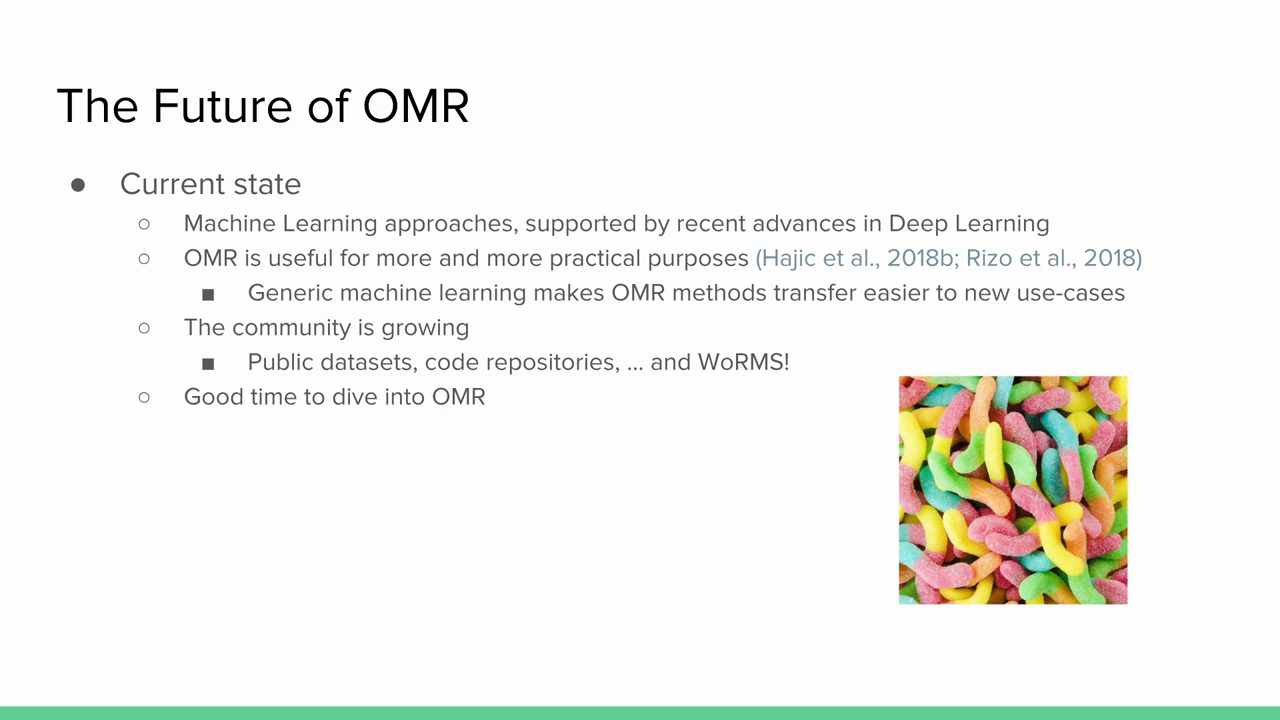 The Future of OMR
● Current state
○ Machine Learning approaches, supported by recent advances in Deep Learning
○ OMR is useful for more and more practical purposes (Hajic et al., 2018b; Rizo et al., 2018)
■ Generic machine learning makes OMR methods transfer easier to new use-cases
○ The community is growing
■ Public datasets, code repositories, ... and WoRMS!
○ Good time to dive into OMR